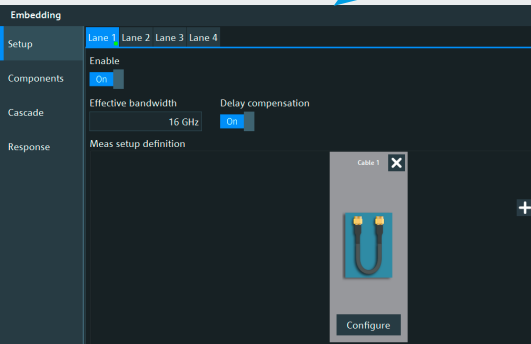 Embedding
Setup
Lane 1 Lane 2 Lane 3 Lane 4
Enable
On
Components
Effective bandwidth Delay compensation
Cascade
16 GHz On
Response
Meas setup definition
Cable 1
Configure